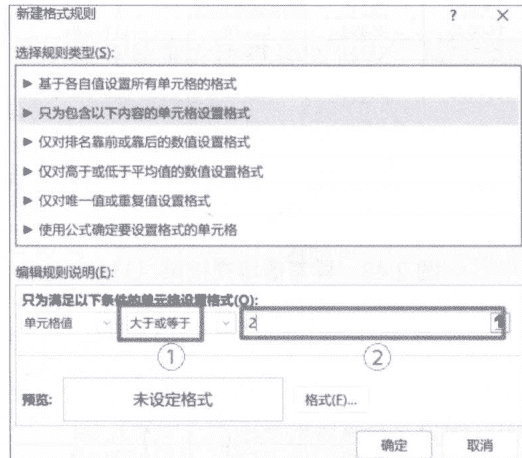 新建格式规则 ? ×
选择规则类型(S):
► 基于各自值设置所有单元格的格式
► 只为包含以下内容的单元格设置格式
► 仅对排名靠前或靠后的数值设置格式
► 仅对高于或低于平均值的数值设置格式
► 仅对唯一值或重复值设置格式
► 使用公式确定要设置格式的单元格
编辑规则说明(E):
只为满足以下条件的单元格设置格式(O):
单元格值 大于或等于 2
① ②
预览: 未设定格式 格式(F)...
确定 取消